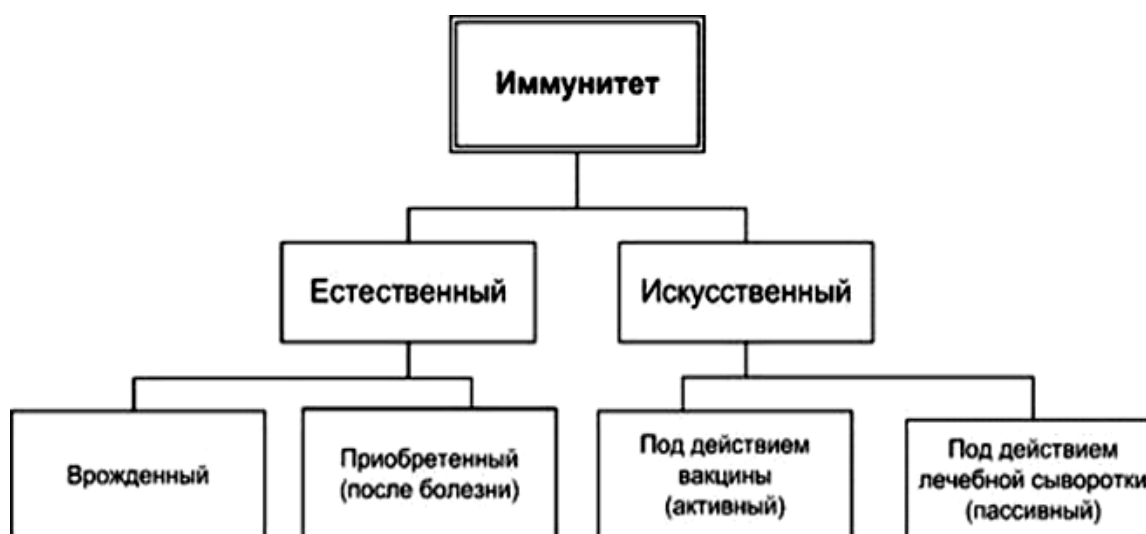 Иммунитет
Естественный
Искусственный
Врожденный
Приобретенный
(после болезни)
Под действием
вакцины
(активный)
Под действием
лечебной сыворотки
(пассивный)